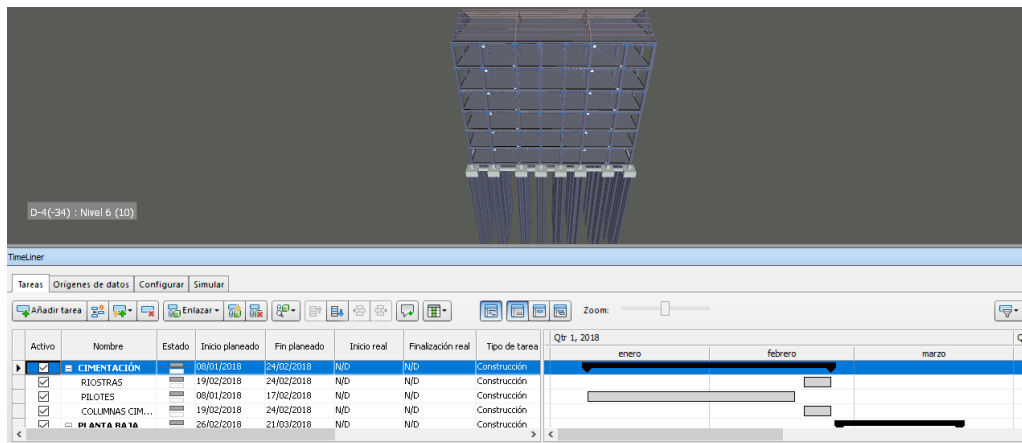 D-4(-34) : Nivel 6 (10)
TimeLiner
Tareas Orígenes de datos Configurar Simular
Añadir tarea Enlazar Zoom:
Activo Nombre Estado Inicio planeado Fin planeado Inicio real Finalización real Tipo de tarea Qtr 1, 2018 Q
enero febrero marzo
CIMENTACIÓN 08/01/2018 24/02/2018 N/D N/D Construcción
RIOSTRAS 19/02/2018 24/02/2018 N/D N/D Construcción
PILOTES 08/01/2018 17/02/2018 N/D N/D Construcción
COLUMNAS CIM... 19/02/2018 24/02/2018 N/D N/D Construcción
PLANTA BAJA 26/02/2018 21/03/2018 N/D N/D Construcción